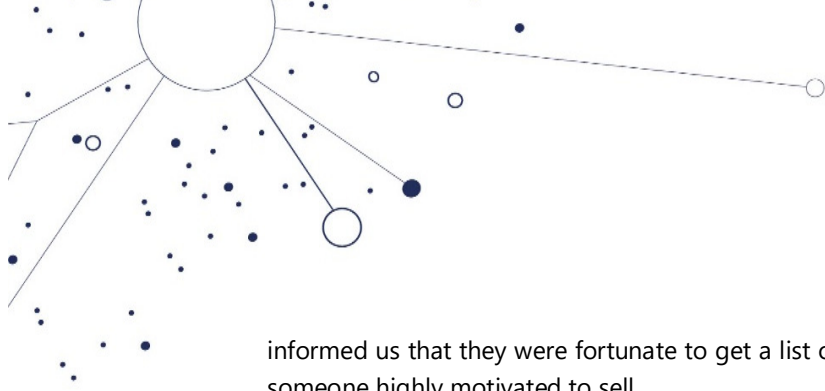 informed us that they were fortunate to get a list
someone highly motivated to sell